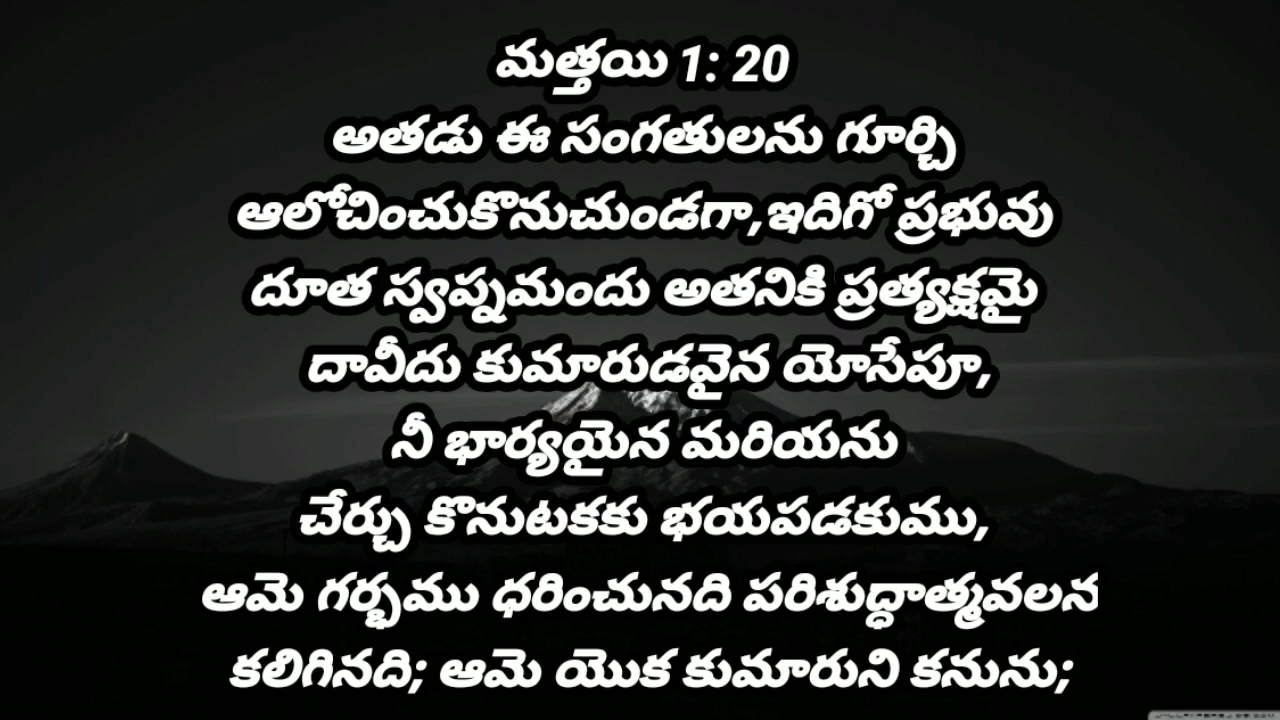 మత్తయి 1: 20
అతడు ఈ సంగతులను గూర్చి
ఆలోచించుకొనుచుండగా,ఇదిగో ప్రభువు
దూత స్వప్నమందు అతనికి ప్రత్యక్షమై
దావీదు కుమారుడవైన యోసేపూ,
నీ భార్యయైన మరియను
చేర్చు కొనుటకకు భయపడకుము,
ఆమె గర్భము ధరించునది పరిశుద్ధాత్మవలన
కలిగినది; ఆమె యొక కుమారుని కనును;